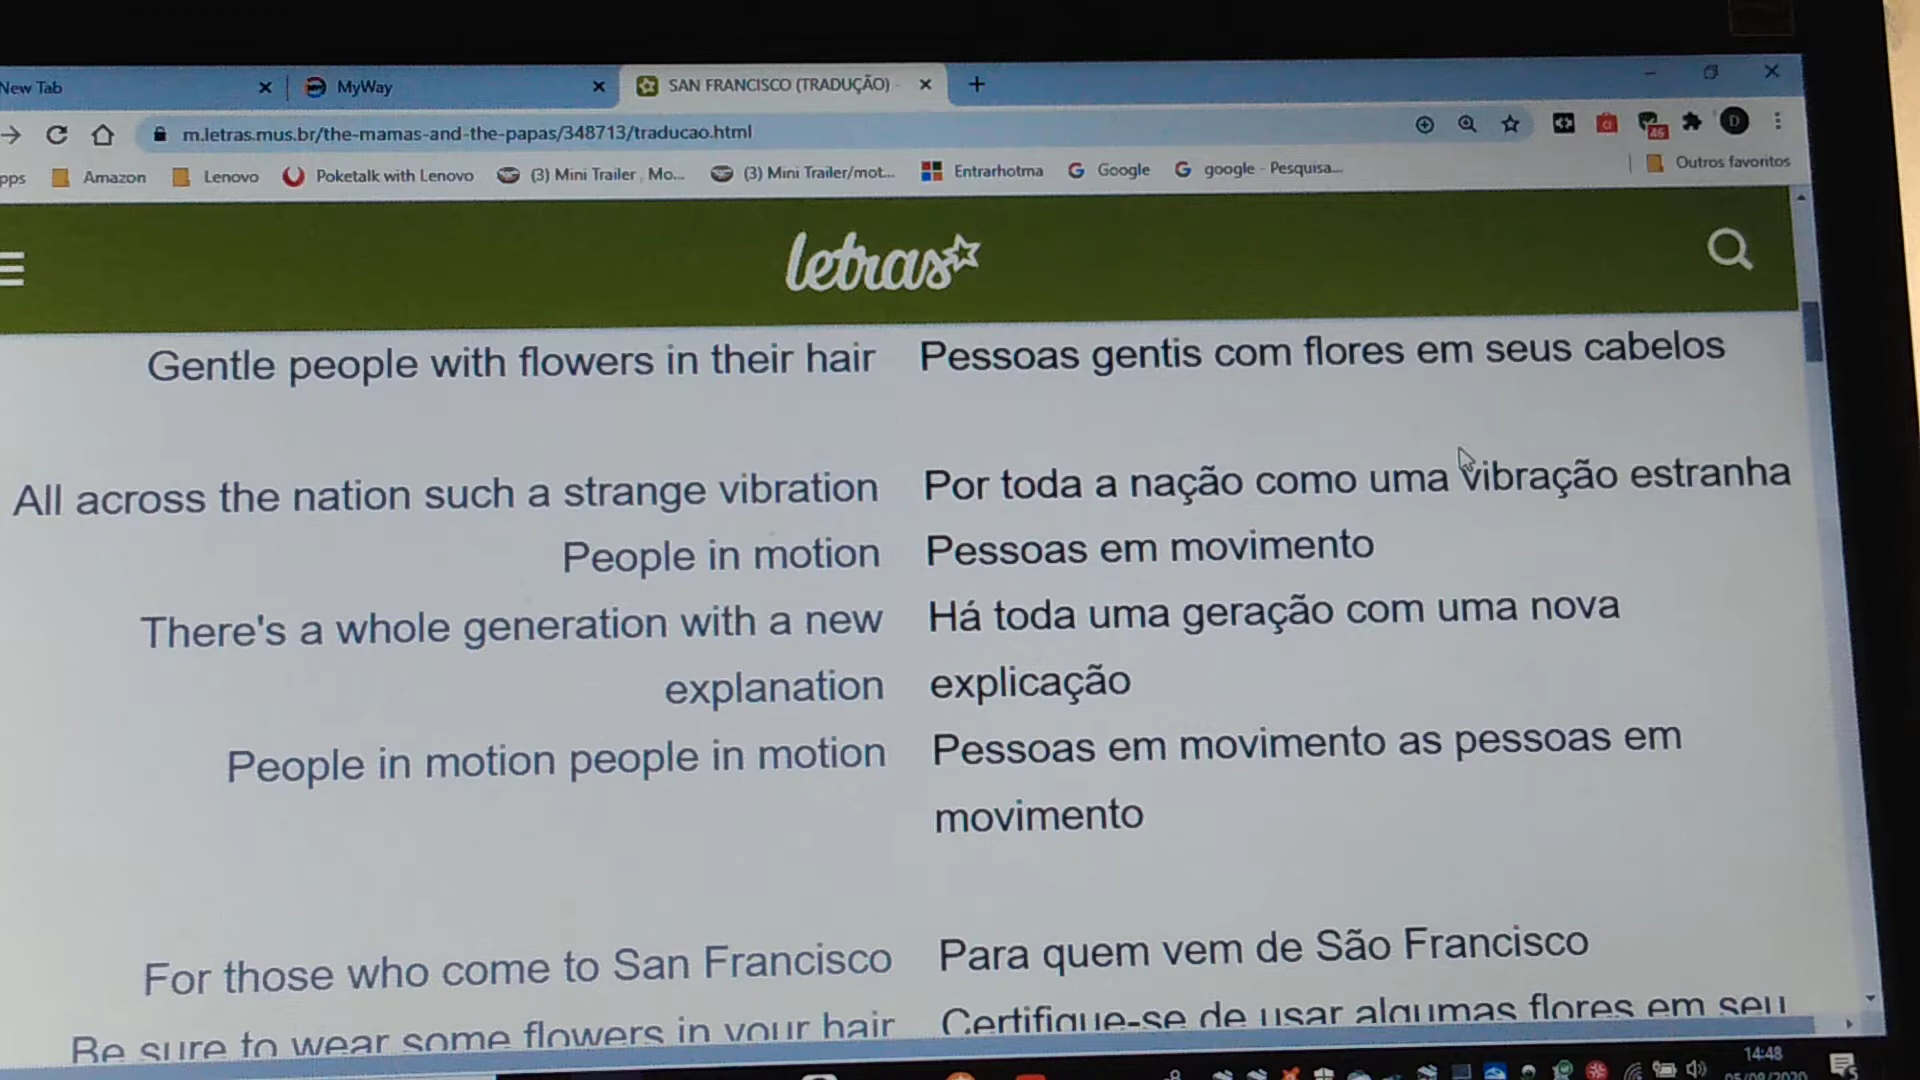 New Tab
MyWay
SAN FRANCISCO (TRADUÇÃO) -
m.letras.mus.br/the-mamas-and-the-papas/348713/traducao.html
46
D
pps
Amazon
Lenovo
Poketalk with Lenovo
(3) Mini Trailer , Mo...
(3) Mini Trailer/mot...
Entrarhotma
Google
google - Pesquisa...
Outros favoritos
letras
Gentle people with flowers in their hair
Pessoas gentis com flores em seus cabelos
All across the nation such a strange vibration
Por toda a nação como uma vibração estranha
People in motion
Pessoas em movimento
There's a whole generation with a new
Há toda uma geração com uma nova
explanation
explicação
People in motion people in motion
Pessoas em movimento as pessoas em
movimento
For those who come to San Francisco
Para quem vem de São Francisco
Be sure to wear some flowers in your hair
Certifique-se de usar algumas flores em seu
14:48
05/09/2020
5